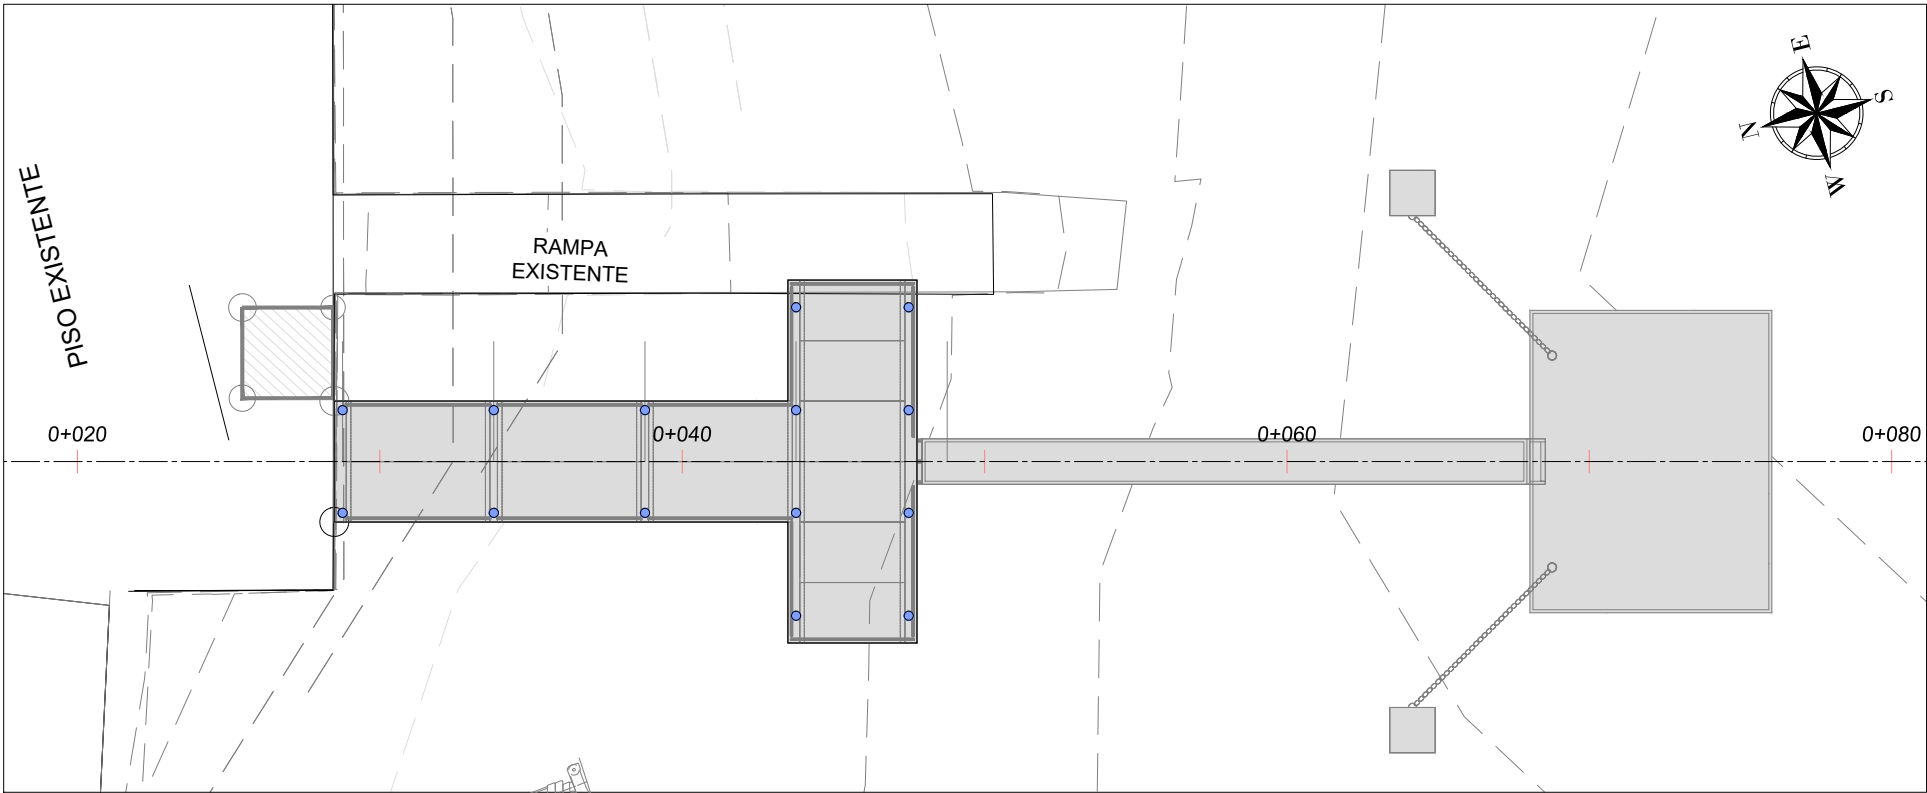 E
S
N
W
PISO EXISTENTE
RAMPA
EXISTENTE
0+020
0+040
0+060
0+080